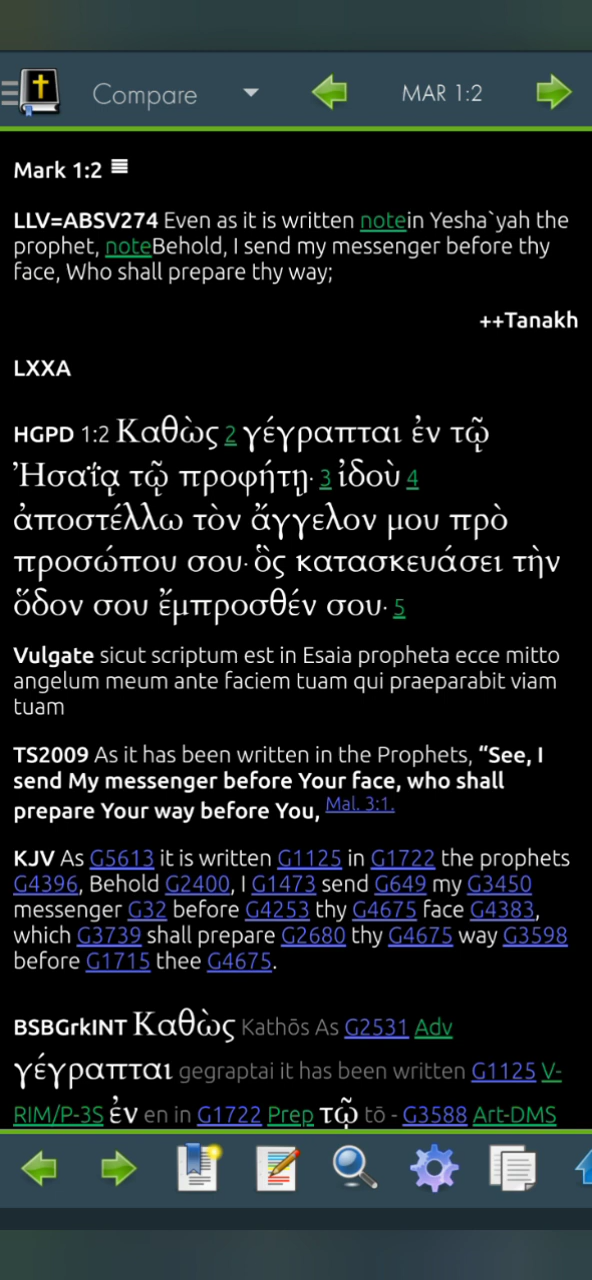 Compare
MAR 1:2
Mark 1:2
LLV=ABSV274 Even as it is written notein Yesha`yah the
prophet, noteBehold, I send my messenger before thy
face, Who shall prepare thy way;
++Tanakh
LXXA
HGPD 1:2 Καθὼς 2 γέγραπται ἐν τῷ
Ἠσαΐᾳ τῷ προφήτῃ· 3 ἰδοὺ 4
ἀποστέλλω τὸν ἄγγελον μου πρὸ
προσώπου σου· ὃς κατασκευάσει τὴν
ὅδον σου ἔμπροσθέν σου· 5
Vulgate sicut scriptum est in Esaia propheta ecce mitto
angelum meum ante faciem tuam qui praeparabit viam
tuam
TS2009 As it has been written in the Prophets, “See, I
send My messenger before Your face, who shall
prepare Your way before You, Mal. 3:1.
KJV As G5613 it is written G1125 in G1722 the prophets
G4396, Behold G2400, I G1473 send G649 my G3450
messenger G32 before G4253 thy G4675 face G4383,
which G3739 shall prepare G2680 thy G4675 way G3598
before G1715 thee G4675.
BSBGrkINT Καθὼς Kathōs As G2531 Adv
γέγραπται gegraptai it has been written G1125 V-
RIM/P-3S ἐν en in G1722 Prep τῷ tō - G3588 Art-DMS